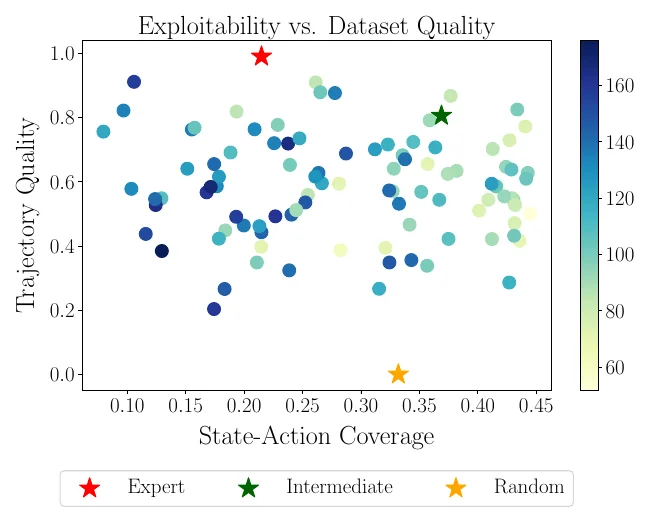 Exploitability vs. Dataset Quality
1.0
0.8
0.6
0.4
0.2
0.0
Trajectory Quality
0.10 0.15 0.20 0.25 0.30 0.35 0.40 0.45
State-Action Coverage
160
140
120
100
80
60
Expert Intermediate Random